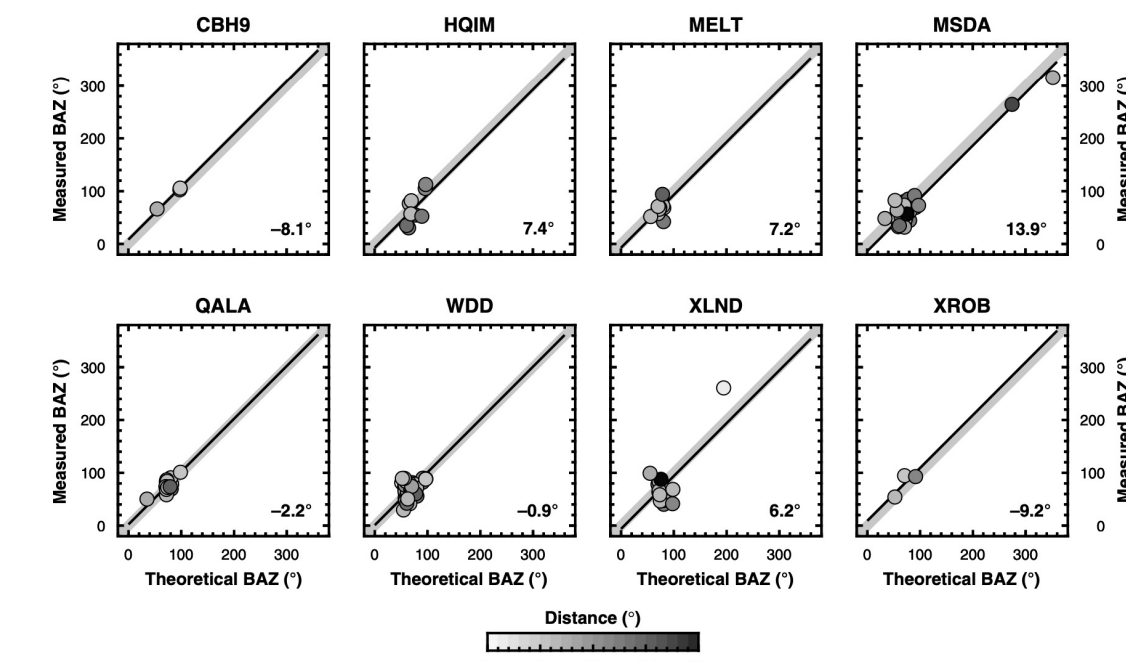 CBH9 HQIM MELT MSDA
Measured BAZ (°)
300
200
100
0
−8.1° 7.4° 7.2° 13.9°
300
200
100
0
Measured BAZ (°)
QALA WDD XLND XROB
Measured BAZ (°)
300
200
100
0
−2.2° −0.9° 6.2° −9.2°
300
200
100
0
Measured BAZ (°)
0 100 200 300 0 100 200 300 0 100 200 300 0 100 200 300
Theoretical BAZ (°) Theoretical BAZ (°) Theoretical BAZ (°) Theoretical BAZ (°)
Distance (°)